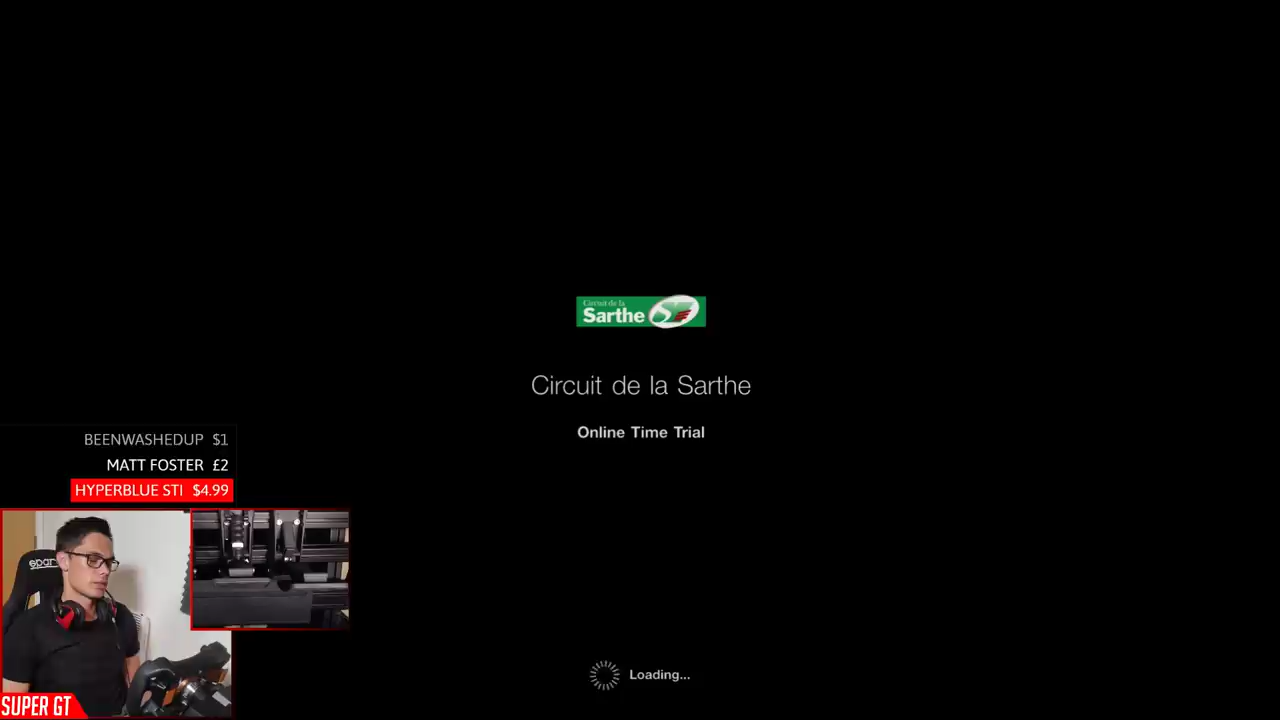 Circuit de la
Sarthe
Circuit de la Sarthe
Online Time Trial
BEENWASHEDUP $1
MATT FOSTER £2
HYPERBLUE STI $4.99
spar
SUPER GT
Loading...